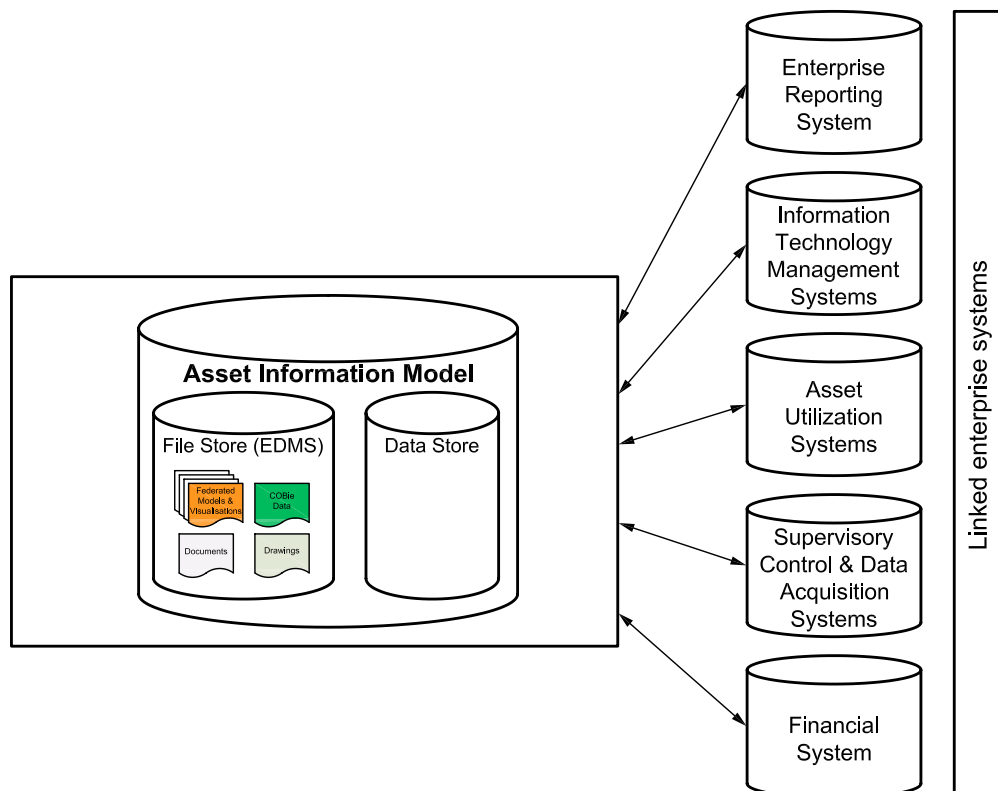 Enterprise
Reporting
System
Information
Technology
Management
Systems
Asset
Utilization
Systems
Supervisory
Control & Data
Acquisition
Systems
Financial
System
Linked enterprise systems
Asset Information Model
File Store (EDMS)
Data Store
Federated
Models &
Visualisations
COBie
Data
Documents
Drawings